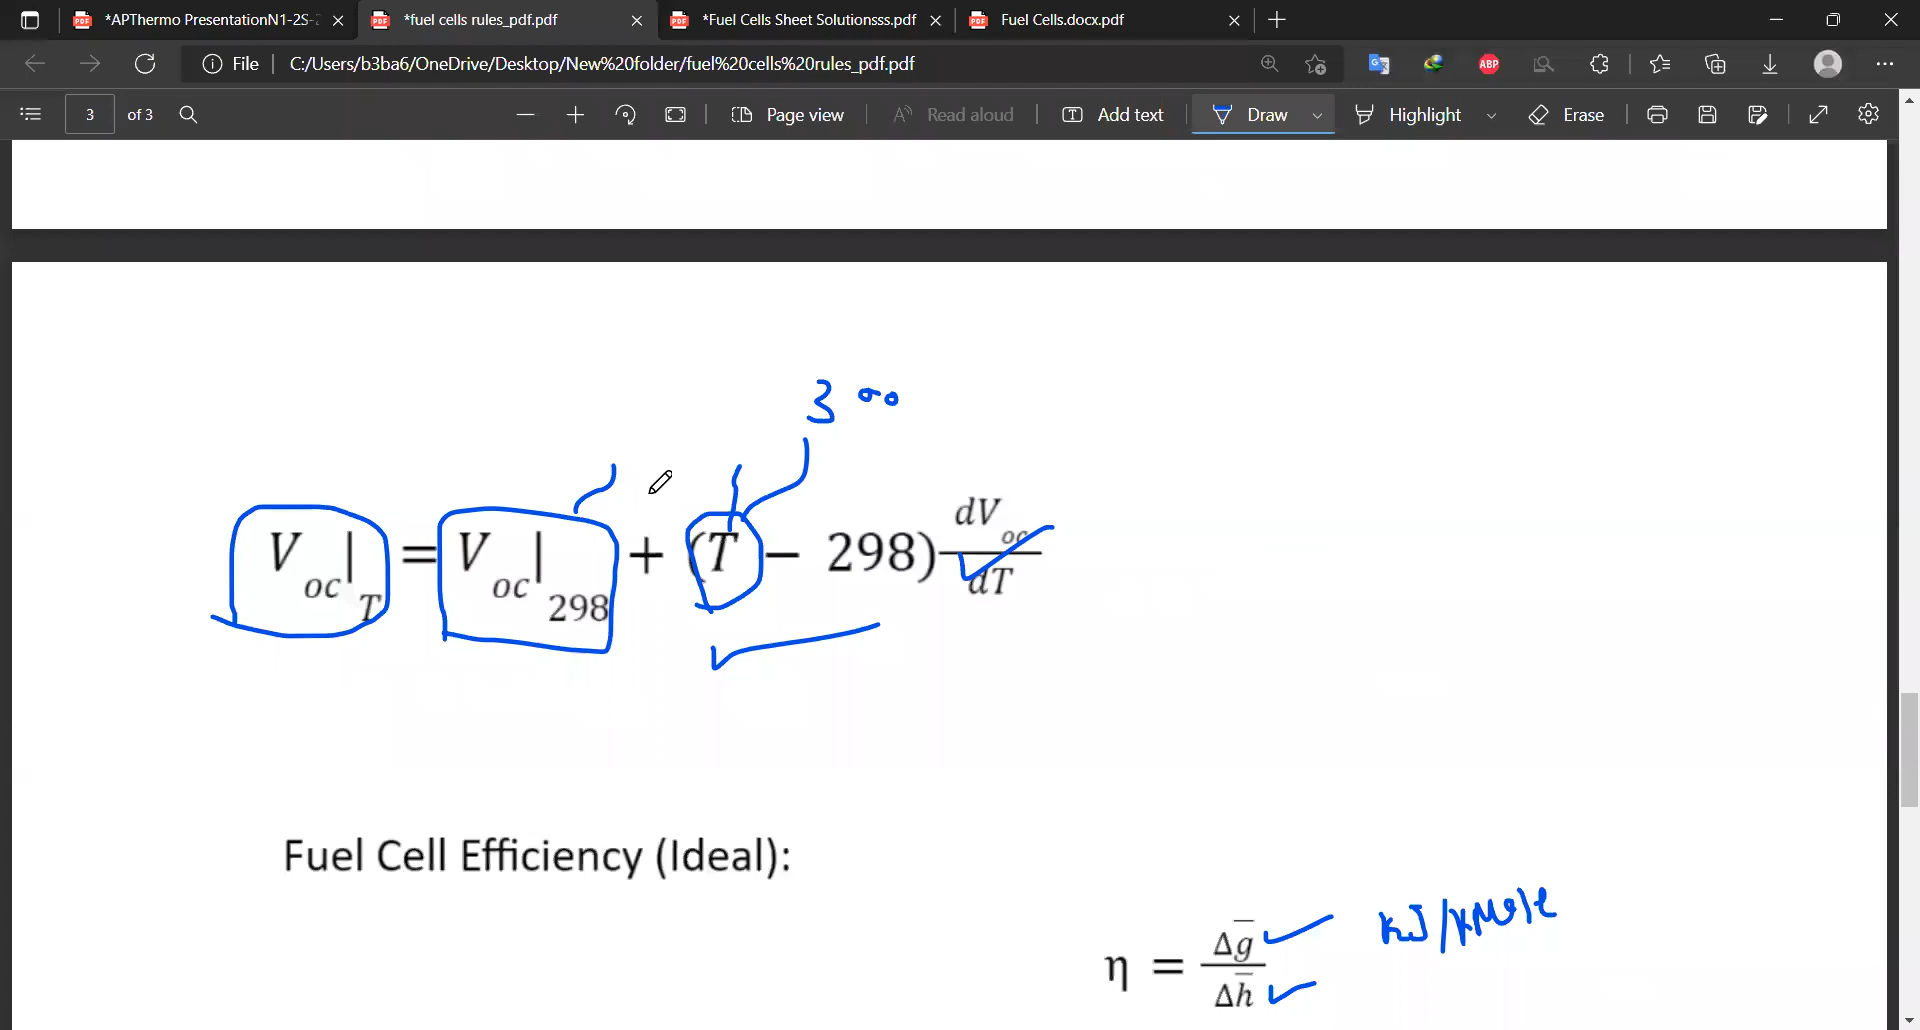 *APThermo PresentationN1-2S-
*fuel cells rules_pdf.pdf
*Fuel Cells Sheet Solutionsss.pdf
Fuel Cells.docx.pdf
File
C:/Users/b3ba6/OneDrive/Desktop/New%20folder/fuel%20cells%20rules_pdf.pdf
ABP
3 of 3
Page view
Read aloud
Add text
Draw
Highlight
Erase
300
V_oc|_T = V_oc|_298 + (T − 298) dV_oc/dT
Fuel Cell Efficiency (Ideal):
kJ/kMole
η = Δg̅/Δh̅